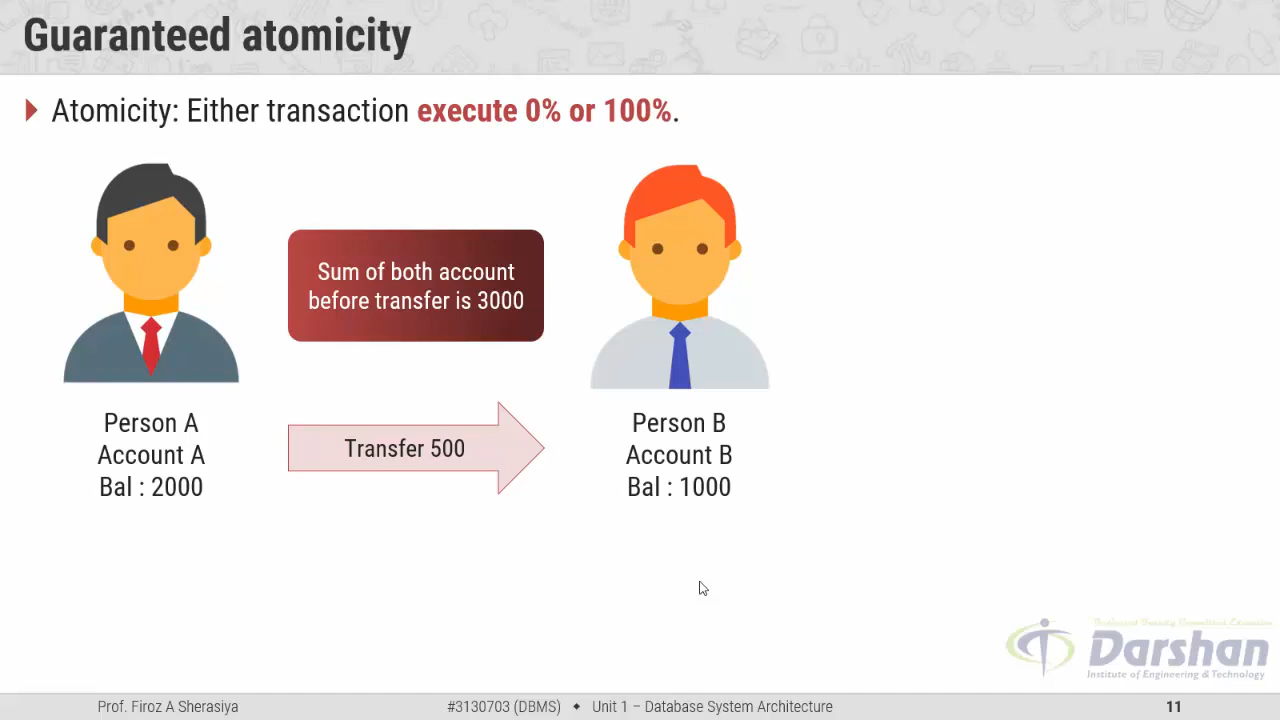 Guaranteed atomicity
Atomicity: Either transaction execute 0% or 100%.
Sum of both account
before transfer is 3000
Person A
Account A
Bal : 2000
Transfer 500
Person B
Account B
Bal : 1000
Darshan
Institute of Engineering & Technology
Prof. Firoz A Sherasiya
#3130703 (DBMS) ◆ Unit 1 – Database System Architecture
11